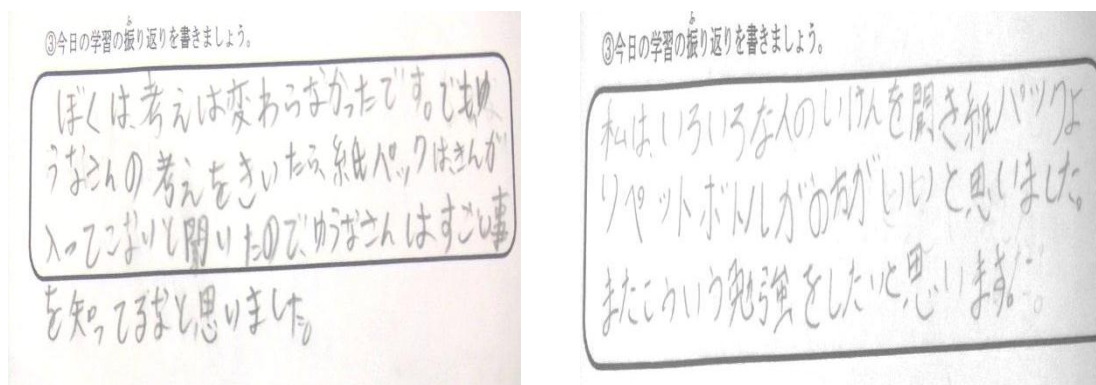 ③今日の学習の振り返りを書きましょう。
ぼくは、考えは変わらなかったです。でもゆ
うなさんの考えをきいたら、紙パックは、きんが
入ってこないと聞いたので、ゆうなさんはすごい事
を知ってるなと思いました。
③今日の学習の振り返りを書きましょう。
私は、いろいろな人のいけんを聞き紙パックよ
りペットボトルがの方がいいと思いました。
またこういう勉強をしたいと思います。